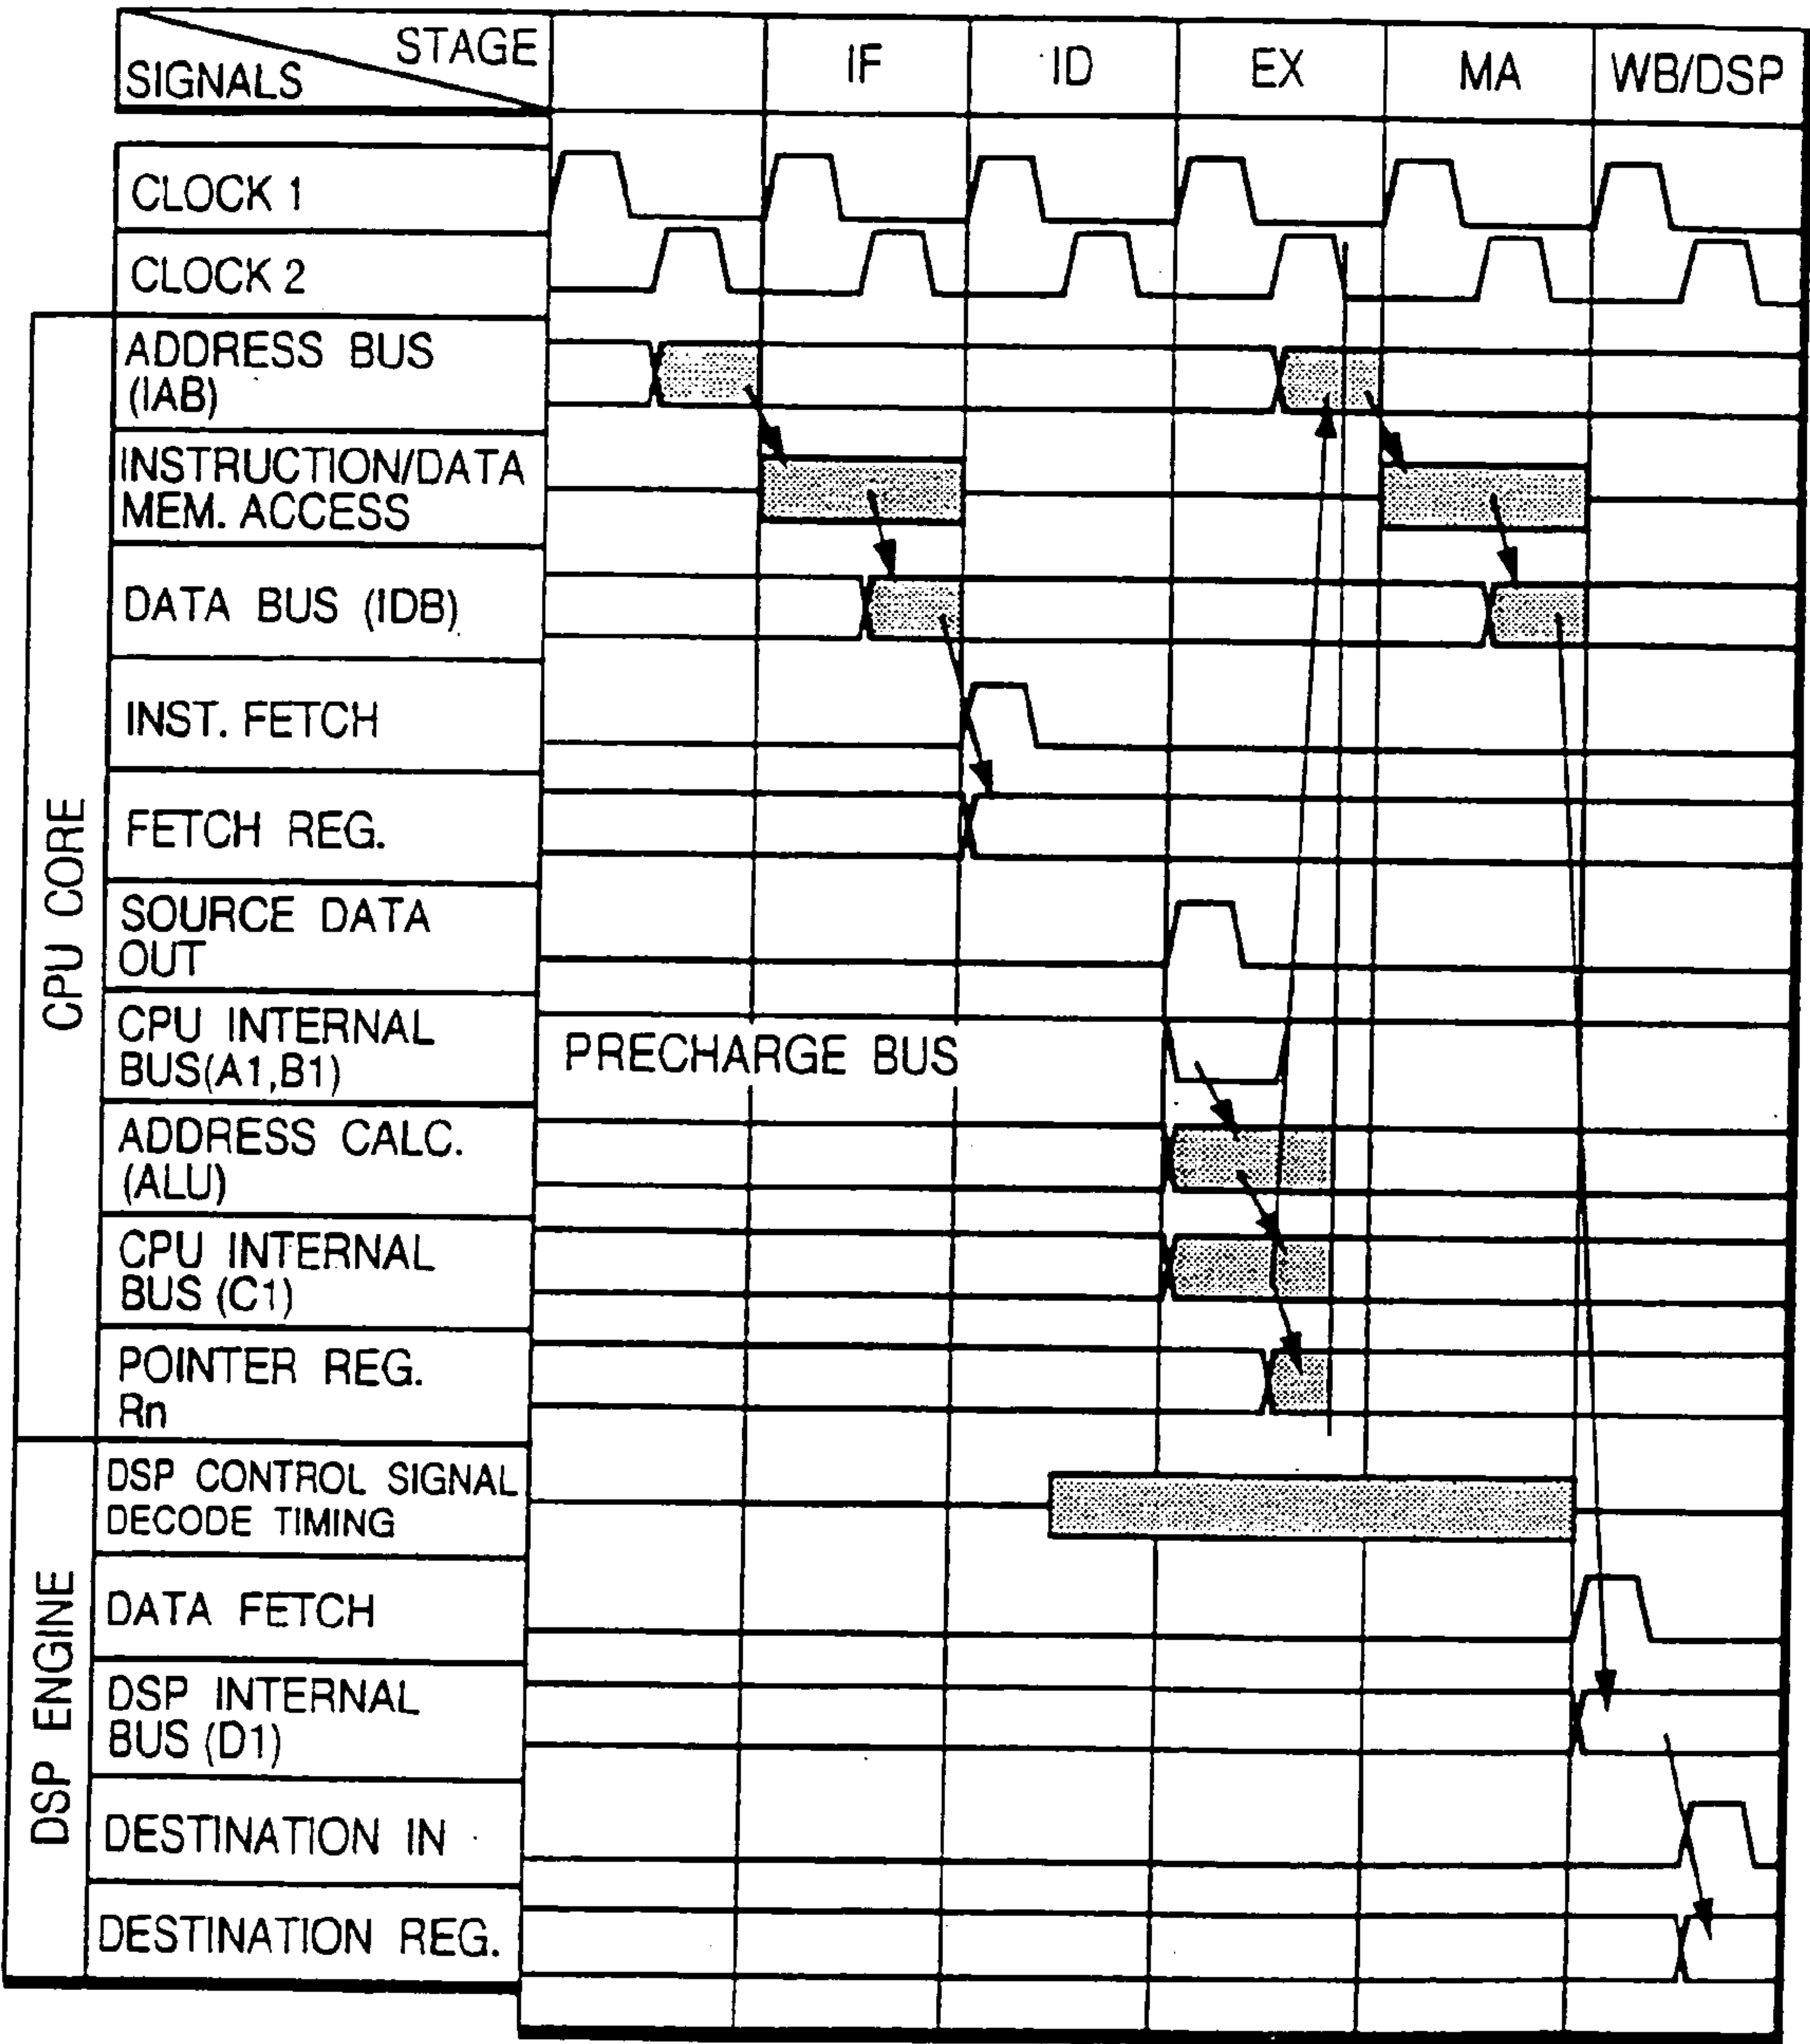 STAGE
SIGNALS
IF
ID
EX
MA
WB/DSP
CLOCK 1
CLOCK 2
CPU CORE
ADDRESS BUS
(IAB)
INSTRUCTION/DATA
MEM. ACCESS
DATA BUS (IDB)
INST. FETCH
FETCH REG.
SOURCE DATA
OUT
CPU INTERNAL
BUS(A1,B1)
PRECHARGE BUS
ADDRESS CALC.
(ALU)
CPU INTERNAL
BUS (C1)
POINTER REG.
Rn
DSP ENGINE
DSP CONTROL SIGNAL
DECODE TIMING
DATA FETCH
DSP INTERNAL
BUS (D1)
DESTINATION IN
DESTINATION REG.